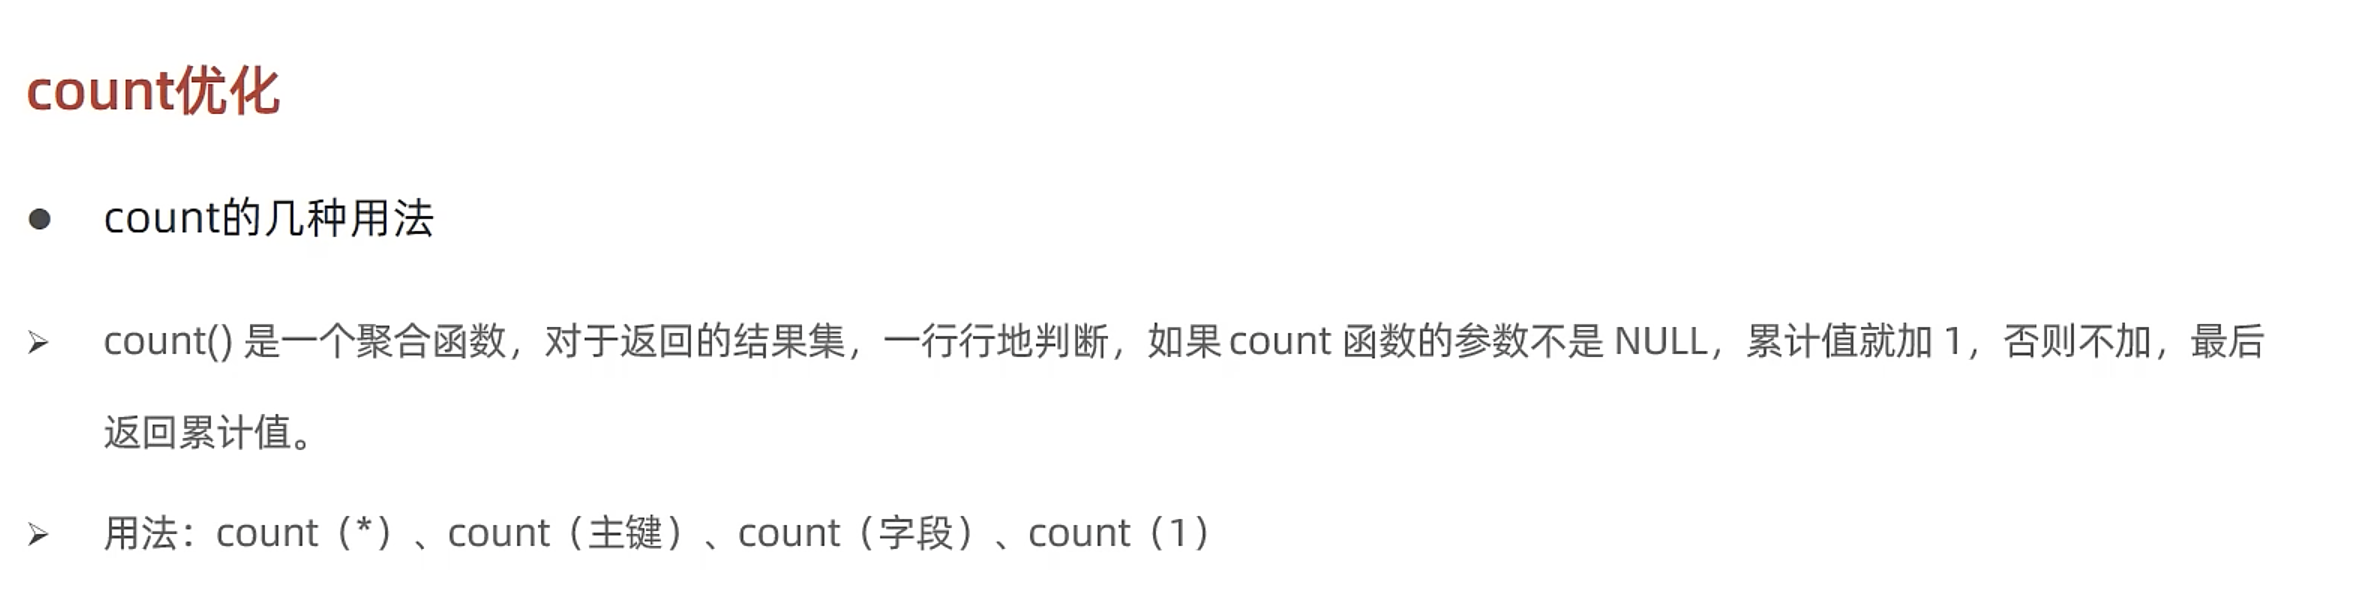 count优化
● count的几种用法
➢ count() 是一个聚合函数，对于返回的结果集，一行行地判断，如果 count 函数的参数不是 NULL，累计值就加 1，否则不加，最后
返回累计值。
➢ 用法：count（*）、count（主键）、count（字段）、count（1）